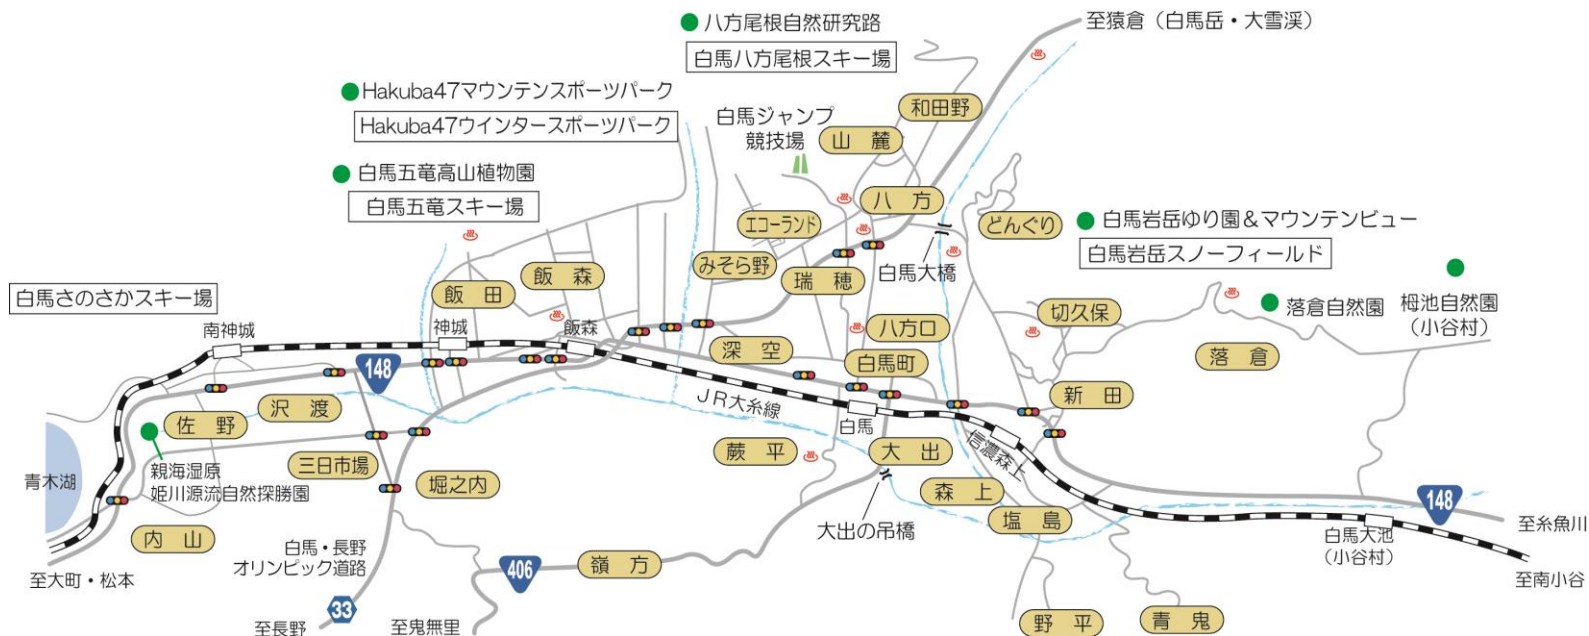 八方尾根自然研究路
白馬八方尾根スキー場
至猿倉（白馬岳・大雪渓）
Hakuba47マウンテンスポーツパーク
Hakuba47ウインタースポーツパーク
白馬ジャンプ
競技場
和田野
山麓
白馬五竜高山植物園
白馬五竜スキー場
八方
エコーランド
どんぐり
白馬岩岳ゆり園＆マウンテンビュー
白馬岩岳スノーフィールド
みそら野
瑞穂
白馬大橋
飯森
飯田
白馬さのさかスキー場
落倉自然園
栂池自然園
（小谷村）
切久保
落倉
南神城
神城
飯森
深空
八方口
白馬町
148
JR大糸線
白馬
新田
沢渡
佐野
信濃森上
蕨平
大出
三日市場
堀之内
青木湖
親海湿原
姫川源流自然探勝園
森上
塩島
大出の吊橋
148
至糸魚川
内山
白馬大池
（小谷村）
白馬・長野
オリンピック道路
406
嶺方
至大町・松本
至南小谷
33
至長野
至鬼無里
野平
青鬼